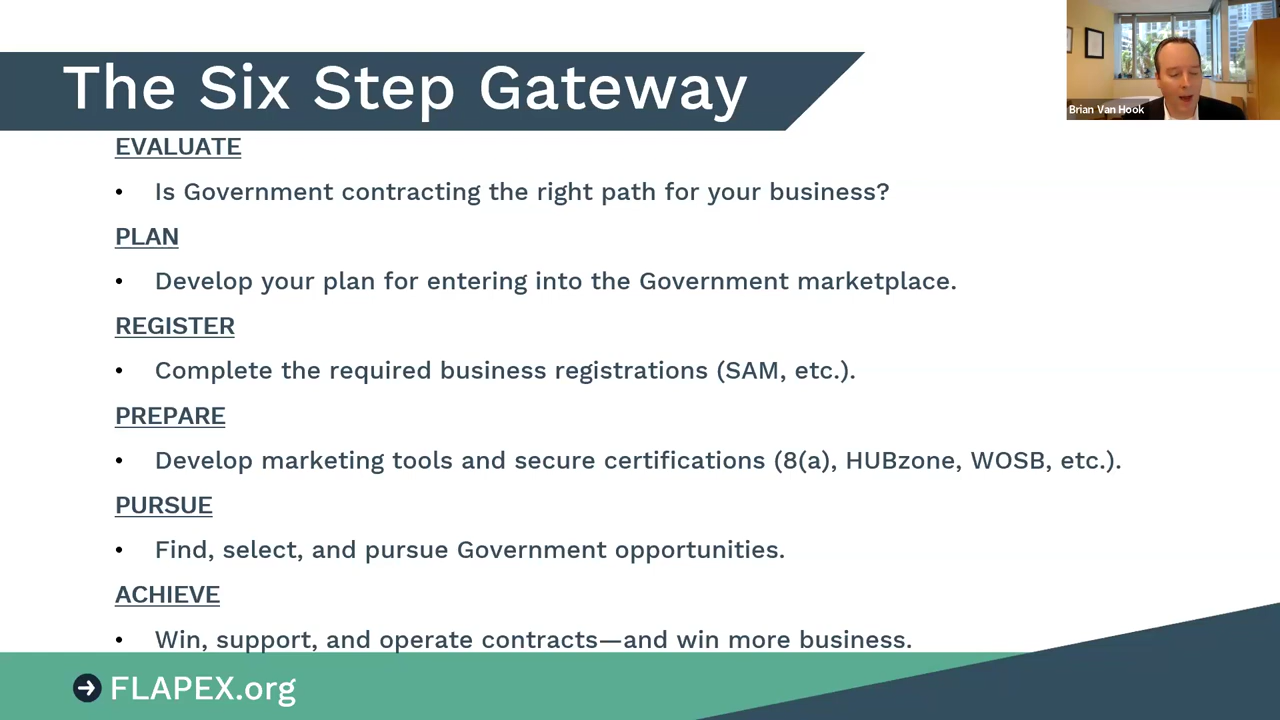 The Six Step Gateway
Brian Van Hook
EVALUATE
• Is Government contracting the right path for your business?
PLAN
• Develop your plan for entering into the Government marketplace.
REGISTER
• Complete the required business registrations (SAM, etc.).
PREPARE
• Develop marketing tools and secure certifications (8(a), HUBzone, WOSB, etc.).
PURSUE
• Find, select, and pursue Government opportunities.
ACHIEVE
• Win, support, and operate contracts—and win more business.
FLAPEX.org